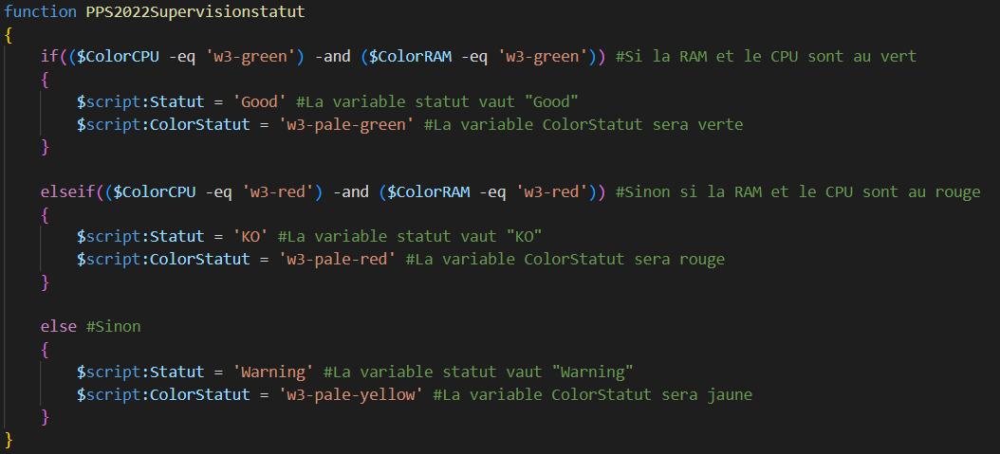 function PPS2022Supervisionstatut
{
    if(($ColorCPU -eq 'w3-green') -and ($ColorRAM -eq 'w3-green')) #Si la RAM et le CPU sont au vert
    {
        $script:Statut = 'Good' #La variable statut vaut "Good"
        $script:ColorStatut = 'w3-pale-green' #La variable ColorStatut sera verte
    }

    elseif(($ColorCPU -eq 'w3-red') -and ($ColorRAM -eq 'w3-red')) #Sinon si la RAM et le CPU sont au rouge
    {
        $script:Statut = 'KO' #La variable statut vaut "KO"
        $script:ColorStatut = 'w3-pale-red' #La variable ColorStatut sera rouge
    }

    else #Sinon
    {
        $script:Statut = 'Warning' #La variable statut vaut "Warning"
        $script:ColorStatut = 'w3-pale-yellow' #La variable ColorStatut sera jaune
    }
}